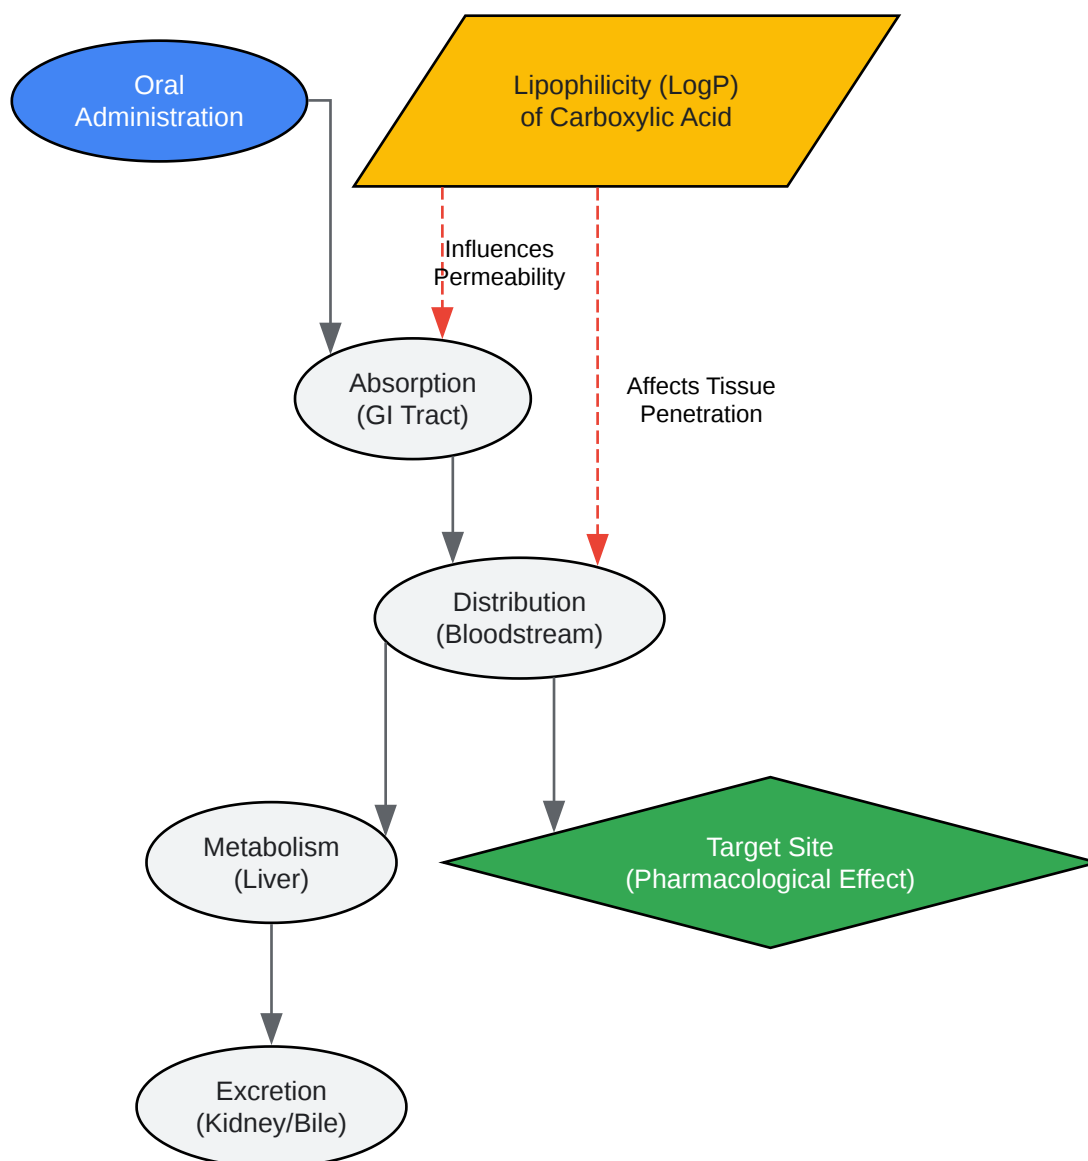 Oral
Administration
Lipophilicity (LogP)
of Carboxylic Acid
Influences
Permeability
Absorption
(GI Tract)
Affects Tissue
Penetration
Distribution
(Bloodstream)
Metabolism
(Liver)
Target Site
(Pharmacological Effect)
Excretion
(Kidney/Bile)